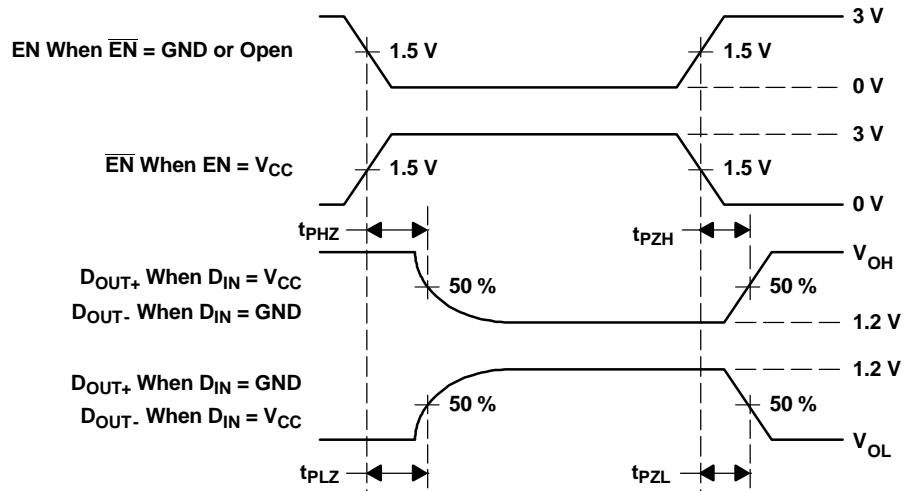 3 V
EN When E̅N̅ = GND or Open
1.5 V
1.5 V
0 V
3 V
E̅N̅ When EN = VCC
1.5 V
1.5 V
0 V
tPHZ
tPZH
VOH
DOUT+ When DIN = VCC
50 %
50 %
DOUT- When DIN = GND
1.2 V
1.2 V
DOUT+ When DIN = GND
50 %
50 %
DOUT- When DIN = VCC
VOL
tPLZ
tPZL